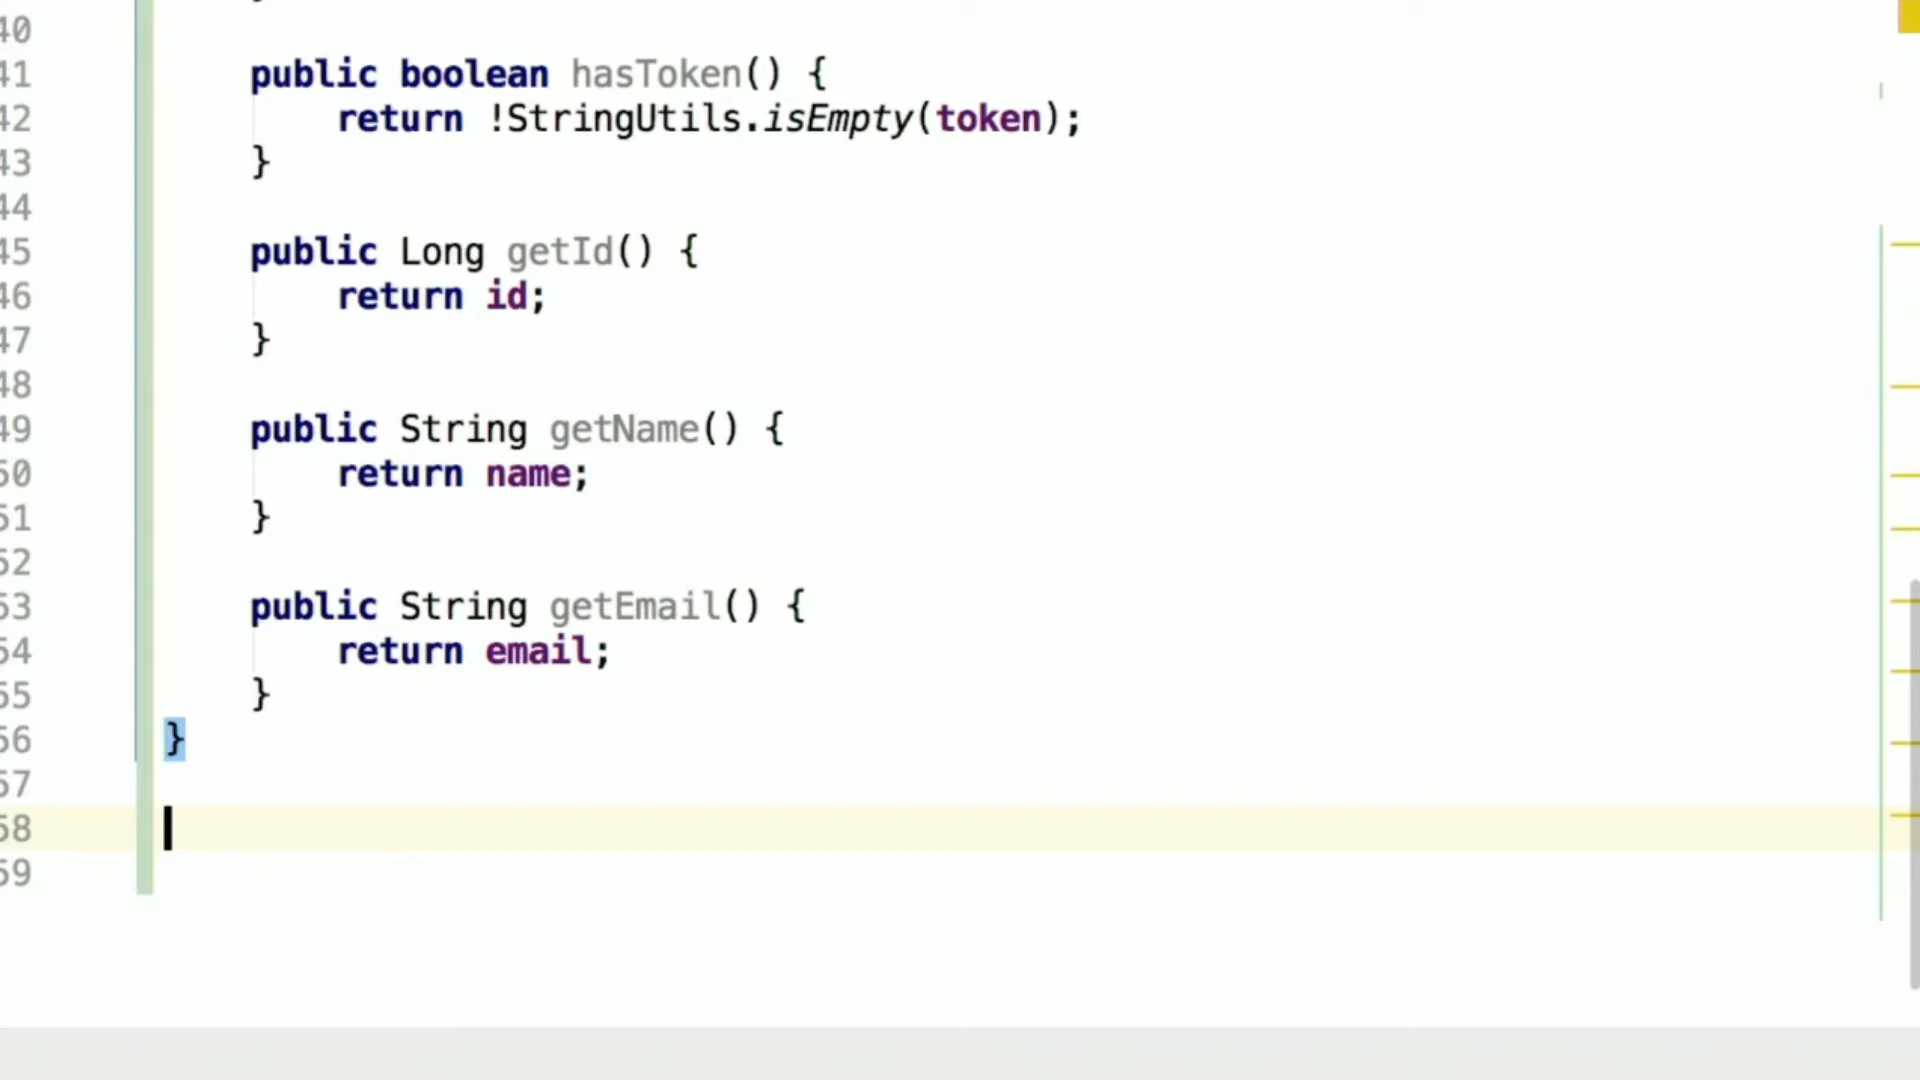 40
41 public boolean hasToken() {
42 return !StringUtils.isEmpty(token);
43 }
44
45 public Long getId() {
46 return id;
47 }
48
49 public String getName() {
50 return name;
51 }
52
53 public String getEmail() {
54 return email;
55 }
56 }
57
58
59